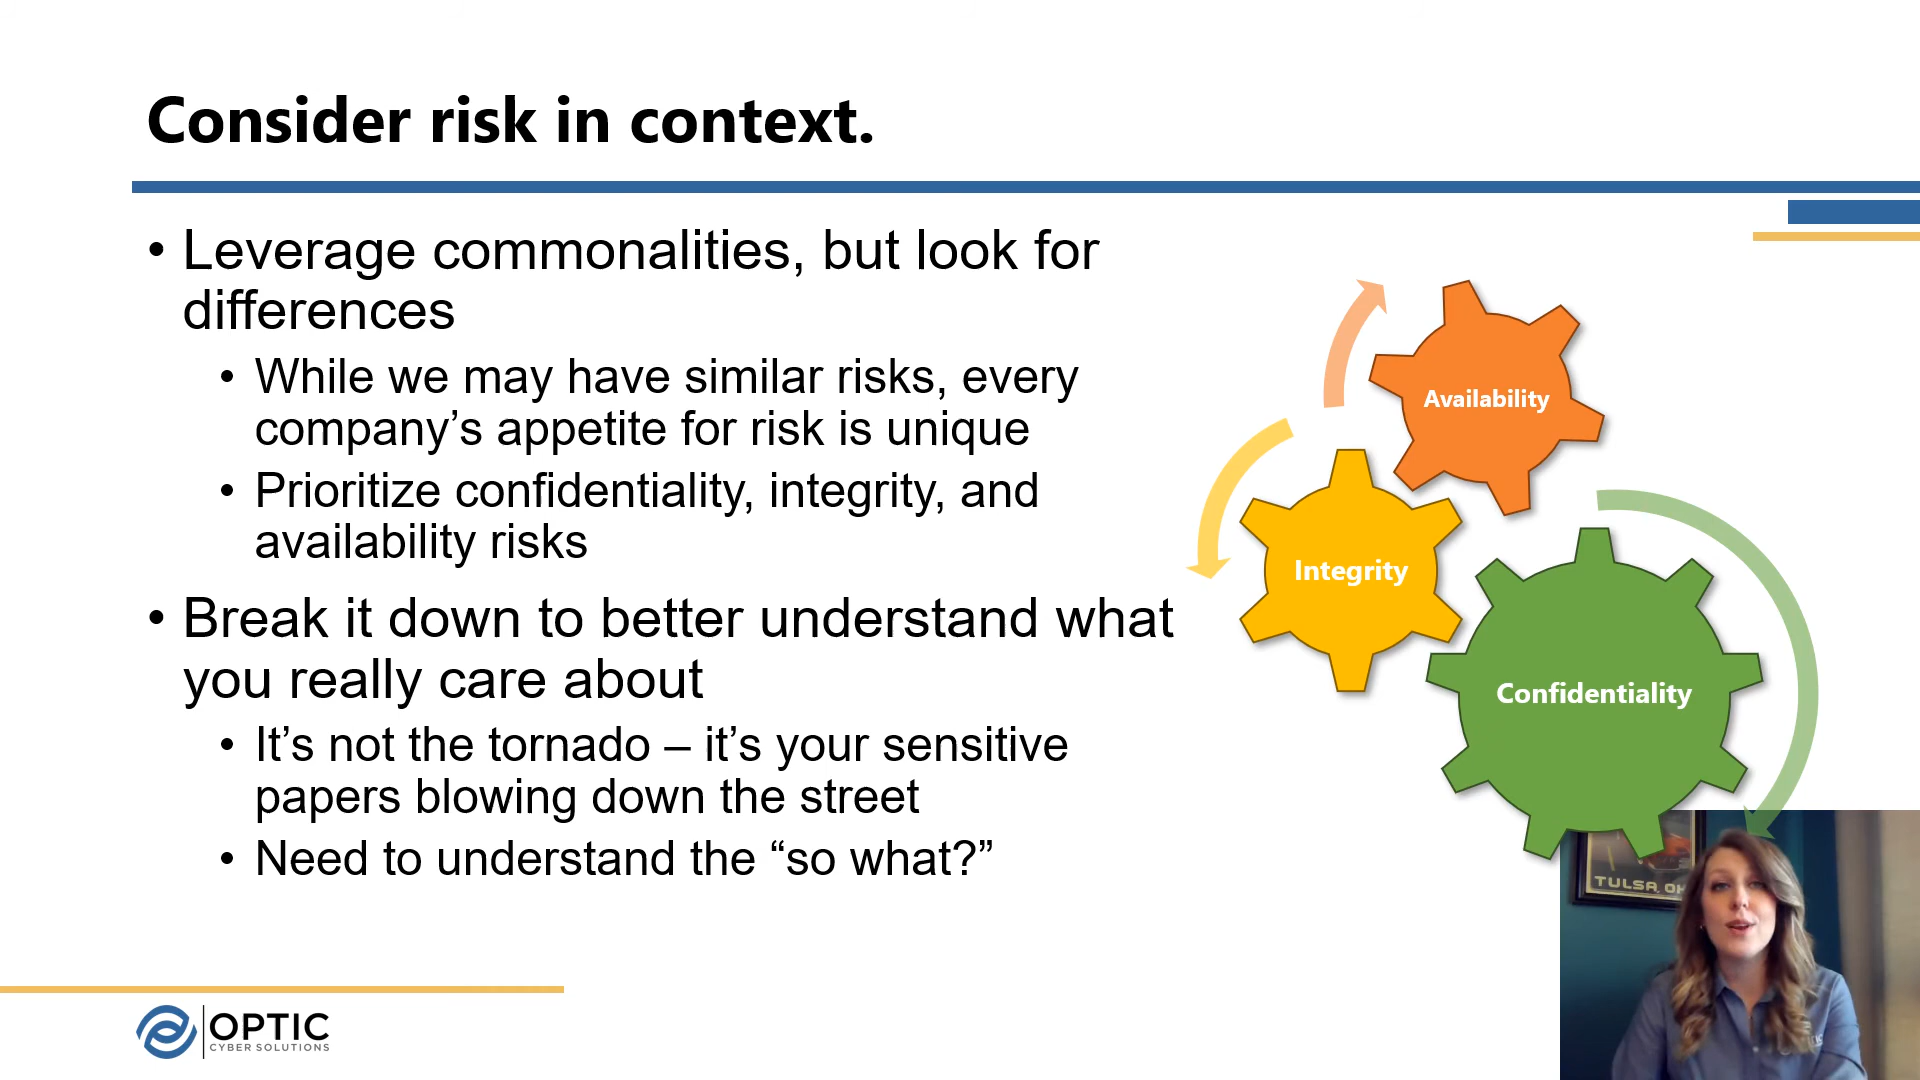 Consider risk in context.
• Leverage commonalities, but look for
differences
• While we may have similar risks, every
company’s appetite for risk is unique
• Prioritize confidentiality, integrity, and
availability risks
• Break it down to better understand what
you really care about
• It’s not the tornado – it’s your sensitive
papers blowing down the street
• Need to understand the “so what?”
Availability
Integrity
Confidentiality
TULSA, OK
OPTIC
CYBER SOLUTIONS